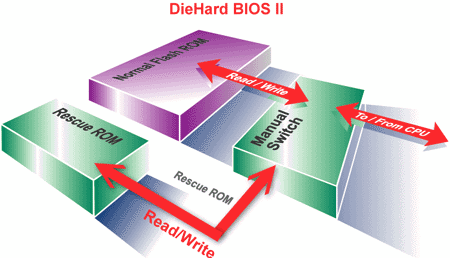 DieHard BIOS II
Normal Flash ROM
Read / Write
Rescue ROM
Manual
Switch
To / From CPU
Rescue ROM
Read/Write